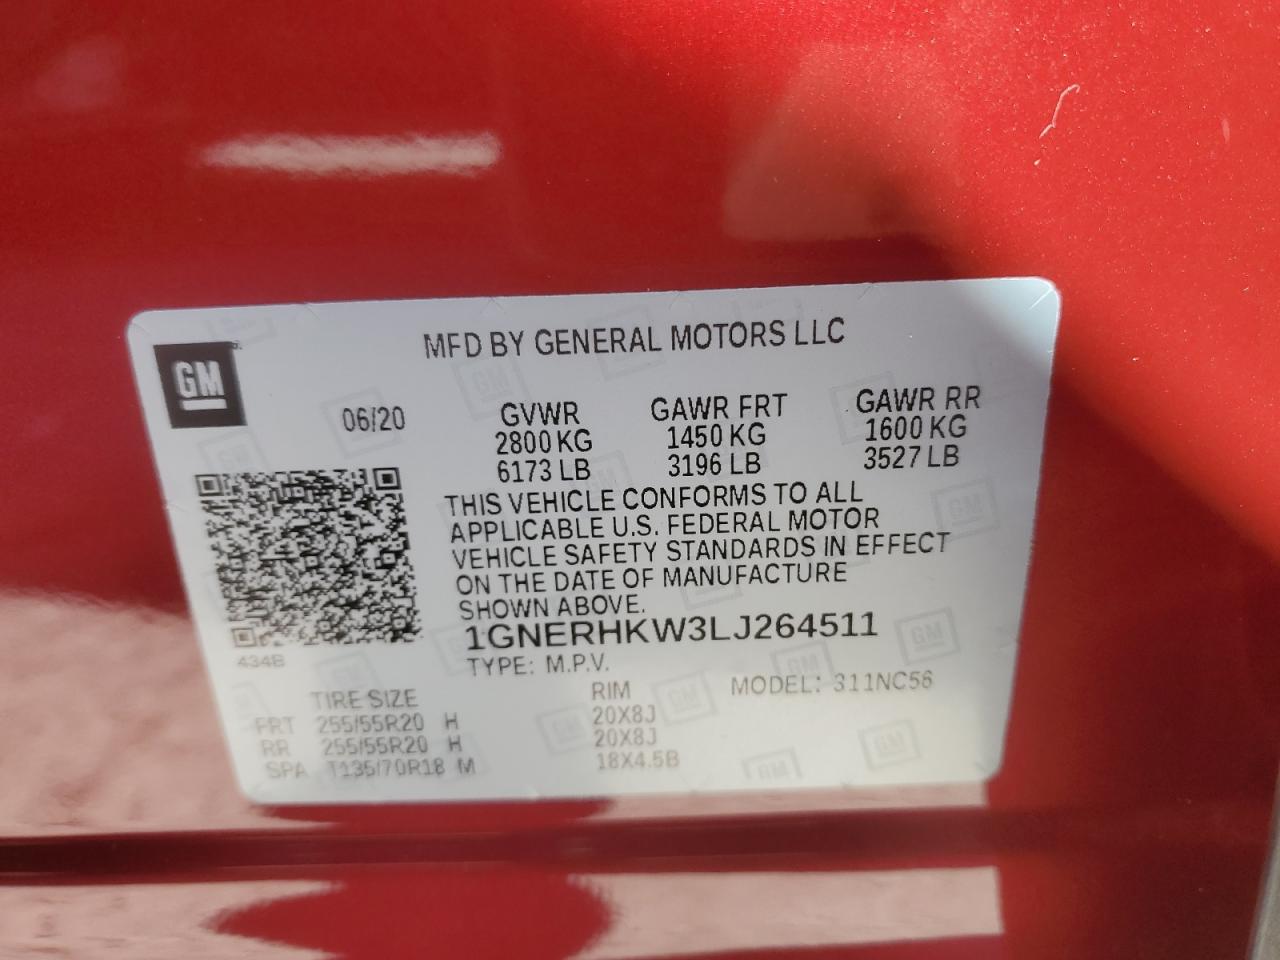 MFD BY GENERAL MOTORS LLC
GM
06/20
GVWR GAWR FRT GAWR RR
2800 KG 1450 KG 1600 KG
6173 LB 3196 LB 3527 LB
THIS VEHICLE CONFORMS TO ALL
APPLICABLE U.S. FEDERAL MOTOR
VEHICLE SAFETY STANDARDS IN EFFECT
ON THE DATE OF MANUFACTURE
SHOWN ABOVE.
1GNERHKW3LJ264511
434B
TYPE: M.P.V.
MODEL: 311NC56
TIRE SIZE RIM
FRT 255/55R20 H 20X8J
RR 255/55R20 H 20X8J
SPA T135/70R18 M 18X4.5B